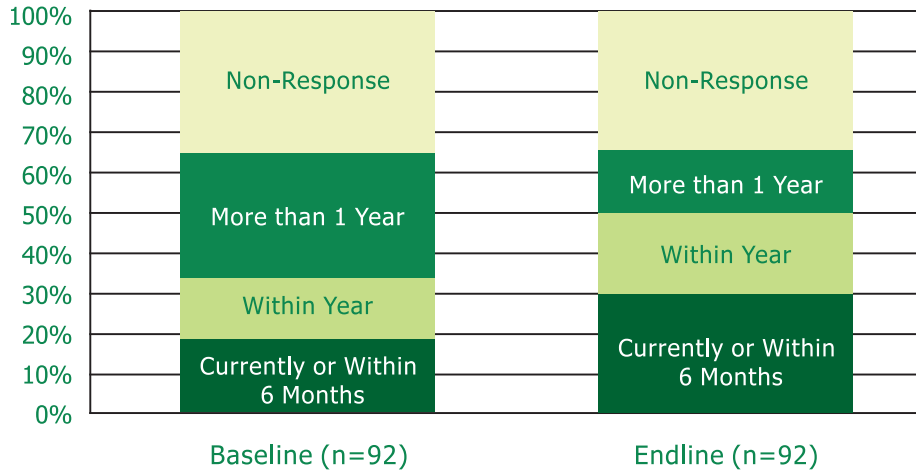 100%
90%
80%
70%
60%
50%
40%
30%
20%
10%
0%
Non-Response
More than 1 Year
Within Year
Currently or Within
6 Months
Non-Response
More than 1 Year
Within Year
Currently or Within
6 Months
Baseline (n=92)
Endline (n=92)